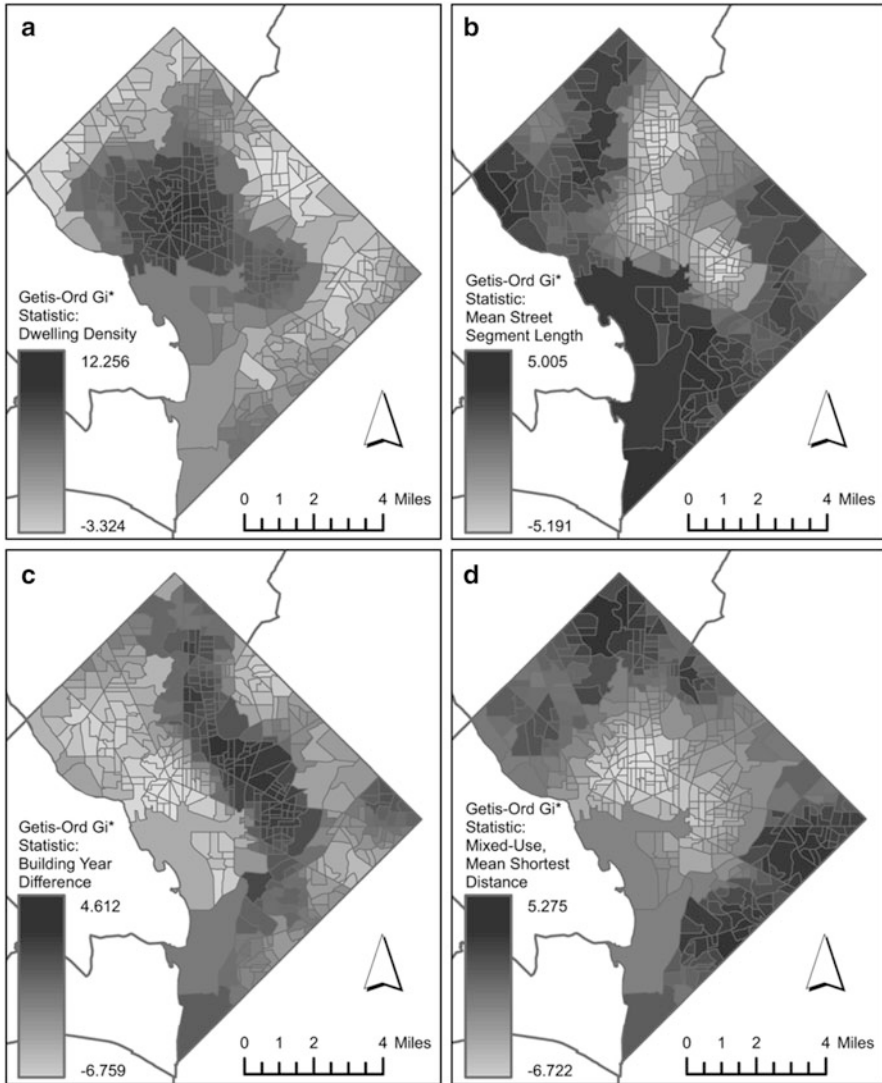 a
Getis-Ord Gi*
Statistic:
Dwelling Density
12.256
-3.324
0 1 2 4 Miles
b
Getis-Ord Gi*
Statistic:
Mean Street
Segment Length
5.005
-5.191
0 1 2 4 Miles
c
Getis-Ord Gi*
Statistic:
Building Year
Difference
4.612
-6.759
0 1 2 4 Miles
d
Getis-Ord Gi*
Statistic:
Mixed-Use,
Mean Shortest
Distance
5.275
-6.722
0 1 2 4 Miles